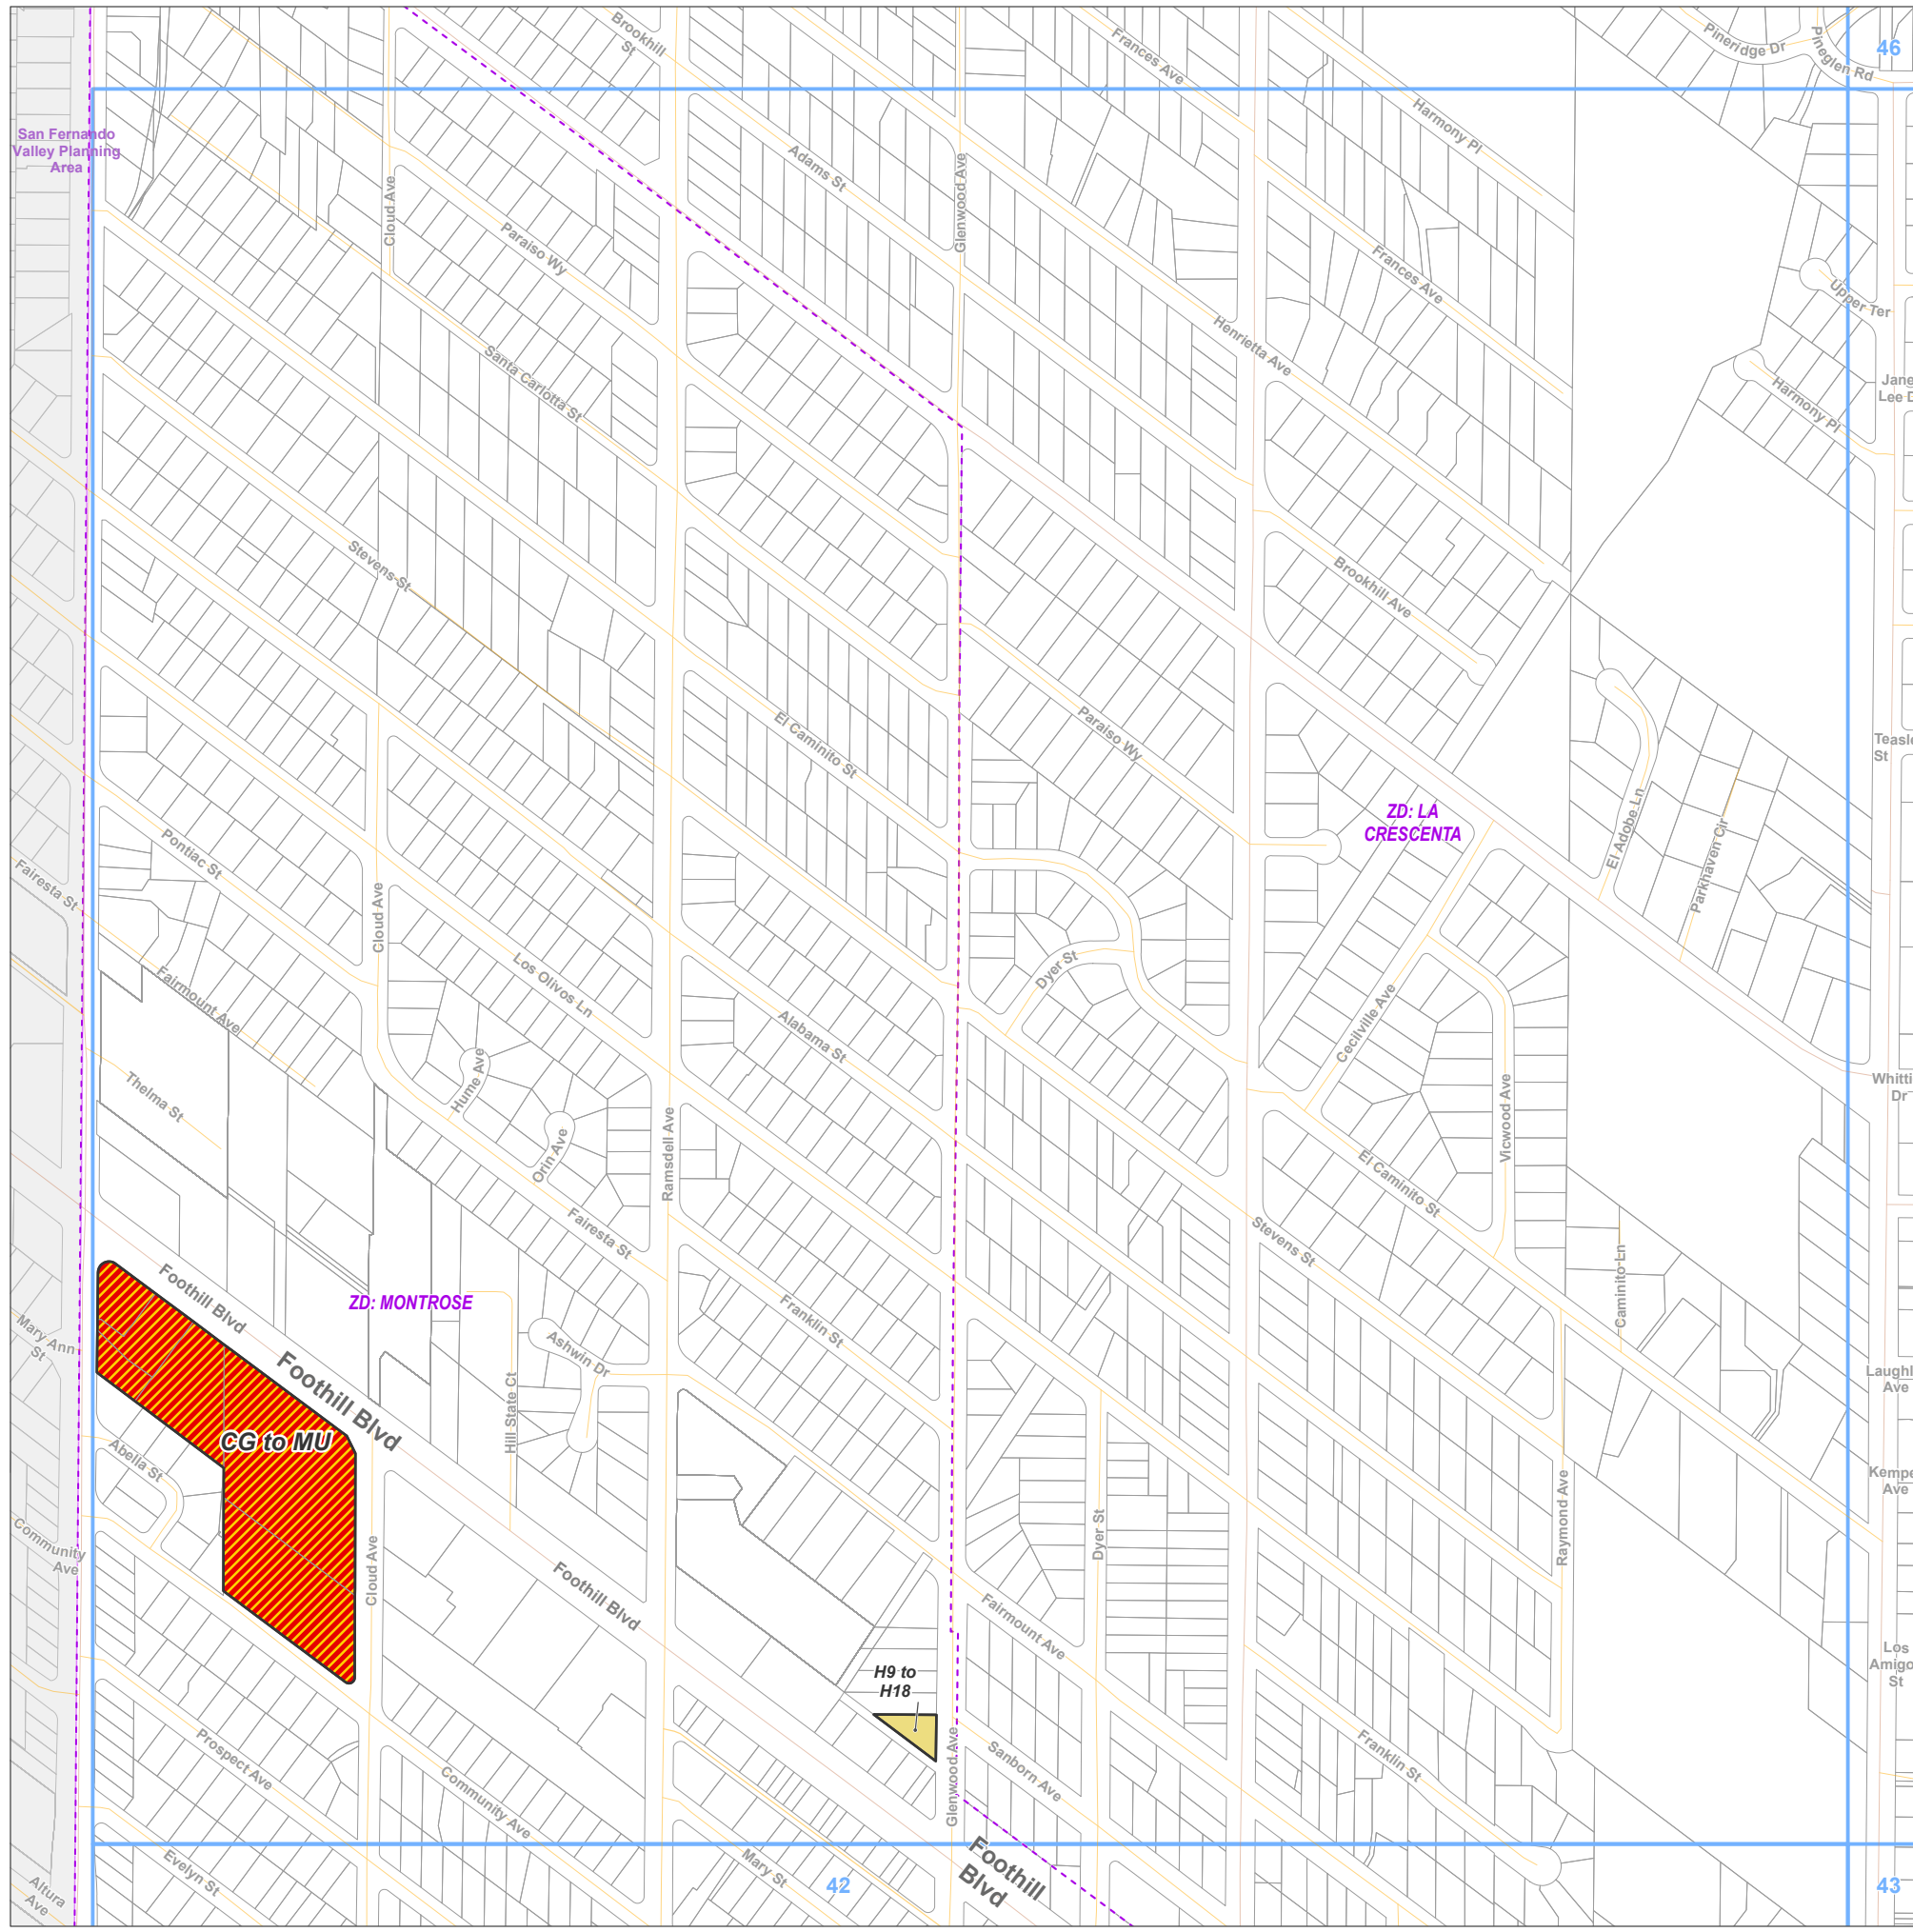 Brookhill
St
Frances Ave
Pineridge Dr
Pineglen Rd
46
Harmony Pl
San Fernando
Valley Planning
Area
Adams St
Glenwood Ave
Cloud Ave
Paraiso Wy
Frances Ave
Upper Ter
Henrietta Ave
Santa Carlotta St
Harmony Pl
Jane
Lee D
Stevens St
Brookhill Ave
El Caminito St
Paraiso Wy
Teasle
St
ZD: LA
CRESCENTA
El Adobe Ln
Parkhaven Cir
Pontiac St
Fairesta St
Cloud Ave
Los Olivos Ln
Dyer St
Fairmount Ave
Alabama St
Cecilville Ave
Hume Ave
Thelma St
Whitti
Dr
Vicwood Ave
Orin Ave
Ramsdell Ave
El Caminito St
Fairesta St
Stevens St
Caminito Ln
Foothill Blvd
ZD: MONTROSE
Franklin St
Mary Ann
St
Ashwin Dr
Foothill Blvd
Laughl
Ave
Hill State Ct
CG to MU
Abella St
Kempe
Ave
Raymond Ave
Dyer St
Community
Ave
Cloud Ave
Foothill Blvd
Fairmount Ave
Los
Amigo
St
H9 to
H18
Prospect Ave
Glenwood Ave
Sanborn Ave
Franklin St
Community Ave
Evelyn St
Mary St
42
Foothill
Blvd
43
Altura
Ave